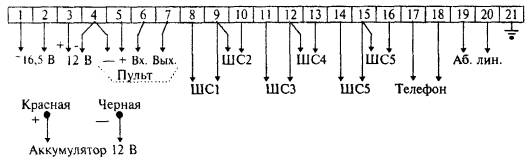 1 2 3 4 5 6 7 8 9 10 11 12 13 14 15 16 17 18 19 20 21
~16,5 В + - 12 В — + Вх. Вых. ШС2 ШС4 ШС5 Аб. лин.
Пульт
ШС1 ШС3 ШС5 Телефон
Красная Черная
+ —
Аккумулятор 12 В